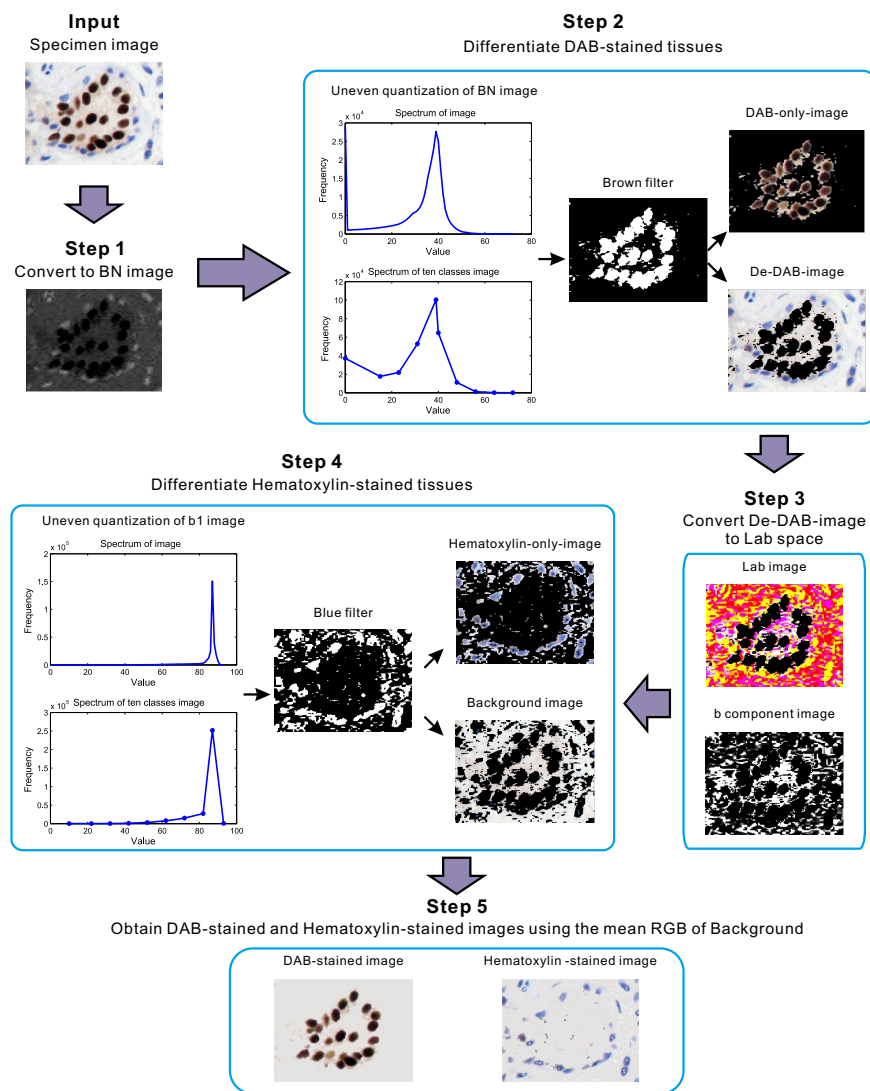 Input
Specimen image
Step 1
Convert to BN image
Step 2
Differentiate DAB-stained tissues
Uneven quantization of BN image
Spectrum of image
x 10⁴
3
2.5
2
1.5
1
0.5
0
Frequency
0 20 40 60 80
Value
Spectrum of ten classes image
x 10⁴
12
10
8
6
4
2
0
Frequency
0 20 40 60 80
Value
Brown filter
DAB-only-image
De-DAB-image
Step 3
Convert De-DAB-image
to Lab space
Lab image
b component image
Step 4
Differentiate Hematoxylin-stained tissues
Uneven quantization of b1 image
Spectrum of image
x 10⁵
2
1.5
1
0.5
0
Frequency
0 20 40 60 80 100
Value
Spectrum of ten classes image
x 10⁵
3
2.5
2
1.5
1
0.5
0
Frequency
0 20 40 60 80 100
Value
Blue filter
Hematoxylin-only-image
Background image
Step 5
Obtain DAB-stained and Hematoxylin-stained images using the mean RGB of Background
DAB-stained image
Hematoxylin -stained image